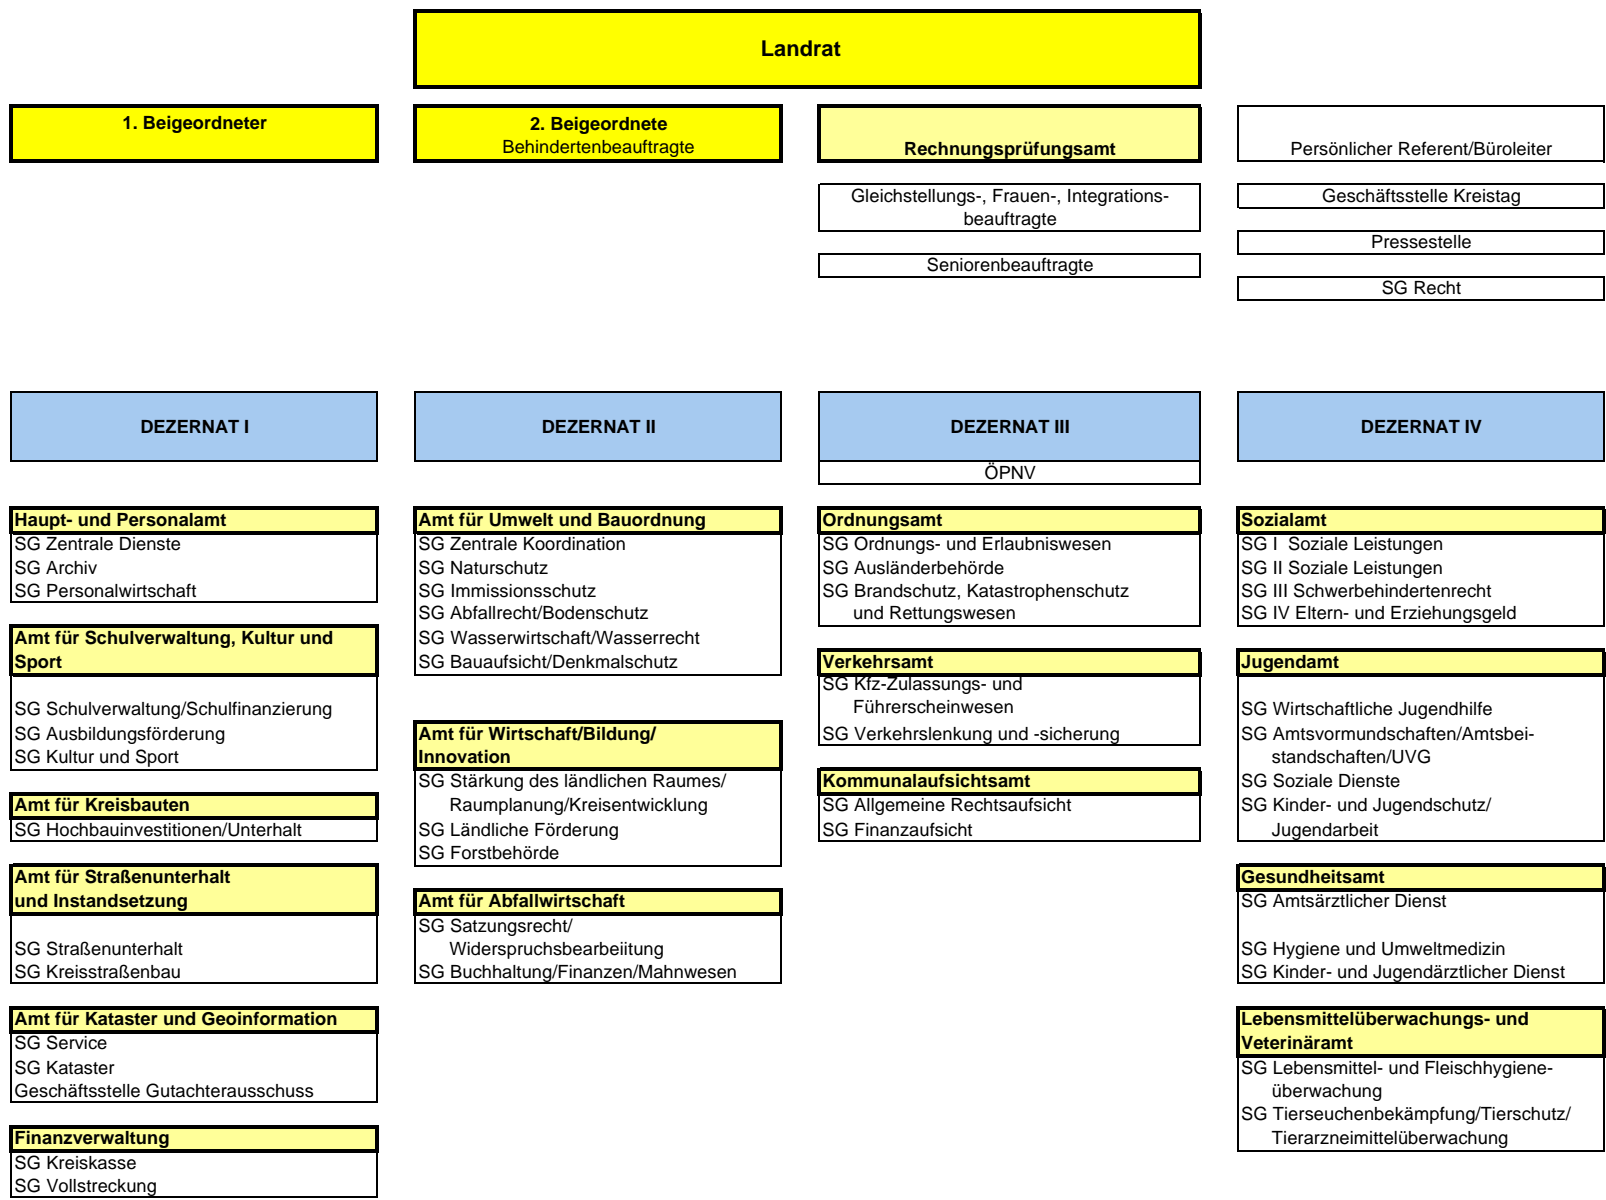 Landrat
1. Beigeordneter
2. Beigeordnete
Behindertenbeauftragte
Rechnungsprüfungsamt
Persönlicher Referent/Büroleiter
Gleichstellungs-, Frauen-, Integrations-
beauftragte
Seniorenbeauftragte
Geschäftsstelle Kreistag
Pressestelle
SG Recht
DEZERNAT I
Haupt- und Personalamt
SG Zentrale Dienste
SG Archiv
SG Personalwirtschaft
Amt für Schulverwaltung, Kultur und
Sport
SG Schulverwaltung/Schulfinanzierung
SG Ausbildungsförderung
SG Kultur und Sport
Amt für Kreisbauten
SG Hochbauinvestitionen/Unterhalt
Amt für Straßenunterhalt
und Instandsetzung
SG Straßenunterhalt
SG Kreisstraßenbau
Amt für Kataster und Geoinformation
SG Service
SG Kataster
Geschäftsstelle Gutachterausschuss
Finanzverwaltung
SG Kreiskasse
SG Vollstreckung
DEZERNAT II
Amt für Umwelt und Bauordnung
SG Zentrale Koordination
SG Naturschutz
SG Immissionsschutz
SG Abfallrecht/Bodenschutz
SG Wasserwirtschaft/Wasserrecht
SG Bauaufsicht/Denkmalschutz
Amt für Wirtschaft/Bildung/
Innovation
SG Stärkung des ländlichen Raumes/
Raumplanung/Kreisentwicklung
SG Ländliche Förderung
SG Forstbehörde
Amt für Abfallwirtschaft
SG Satzungsrecht/
Widerspruchsbearbeiitung
SG Buchhaltung/Finanzen/Mahnwesen
DEZERNAT III
ÖPNV
Ordnungsamt
SG Ordnungs- und Erlaubniswesen
SG Ausländerbehörde
SG Brandschutz, Katastrophenschutz
und Rettungswesen
Verkehrsamt
SG Kfz-Zulassungs- und
Führerscheinwesen
SG Verkehrslenkung und -sicherung
Kommunalaufsichtsamt
SG Allgemeine Rechtsaufsicht
SG Finanzaufsicht
DEZERNAT IV
Sozialamt
SG I  Soziale Leistungen
SG II Soziale Leistungen
SG III Schwerbehindertenrecht
SG IV Eltern- und Erziehungsgeld
Jugendamt
SG Wirtschaftliche Jugendhilfe
SG Amtsvormundschaften/Amtsbei-
standschaften/UVG
SG Soziale Dienste
SG Kinder- und Jugendschutz/
Jugendarbeit
Gesundheitsamt
SG Amtsärztlicher Dienst
SG Hygiene und Umweltmedizin
SG Kinder- und Jugendärztlicher Dienst
Lebensmittelüberwachungs- und
Veterinäramt
SG Lebensmittel- und Fleischhygiene-
überwachung
SG Tierseuchenbekämpfung/Tierschutz/
Tierarzneimittelüberwachung